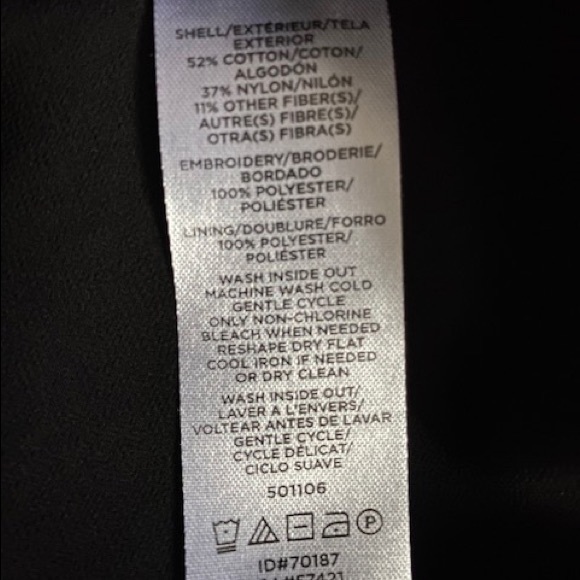 SHELL/EXTÉRIEUR/TELA
EXTERIOR
52% COTTON/COTON/
ALGODÓN
37% NYLON/NILÓN
11% OTHER FIBER(S)/
AUTRE(S) FIBRE(S)/
OTRA(S) FIBRA(S)
EMBROIDERY/BRODERIE/
BORDADO
100% POLYESTER/
POLIÉSTER
LINING/DOUBLURE/FORRO
100% POLYESTER/
POLIÉSTER
WASH INSIDE OUT
MACHINE WASH COLD
GENTLE CYCLE
ONLY NON-CHLORINE
BLEACH WHEN NEEDED
RESHAPE DRY FLAT
COOL IRON IF NEEDED
OR DRY CLEAN
WASH INSIDE OUT/
LAVER A L'ENVERS/
VOLTEAR ANTES DE LAVAR
GENTLE CYCLE/
CYCLE DÉLICAT/
CICLO SUAVE
501106
P
ID#70187